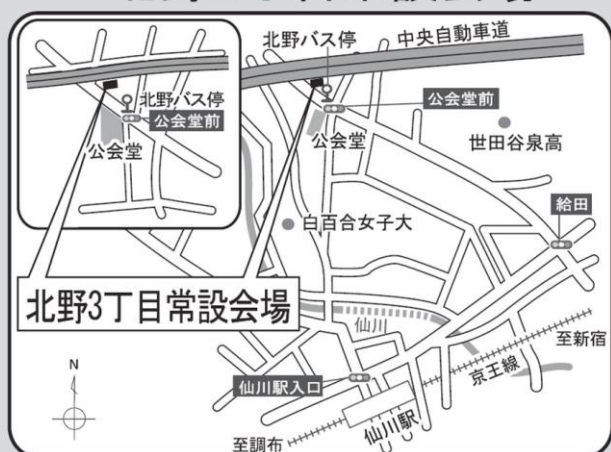 北野バス停
公会堂前
公会堂
北野バス停
中央自動車道
公会堂前
公会堂
世田谷泉高
白百合女子大
給田
北野3丁目常設会場
仙川
至新宿
京王線
仙川駅入口
仙川駅
至調布
N